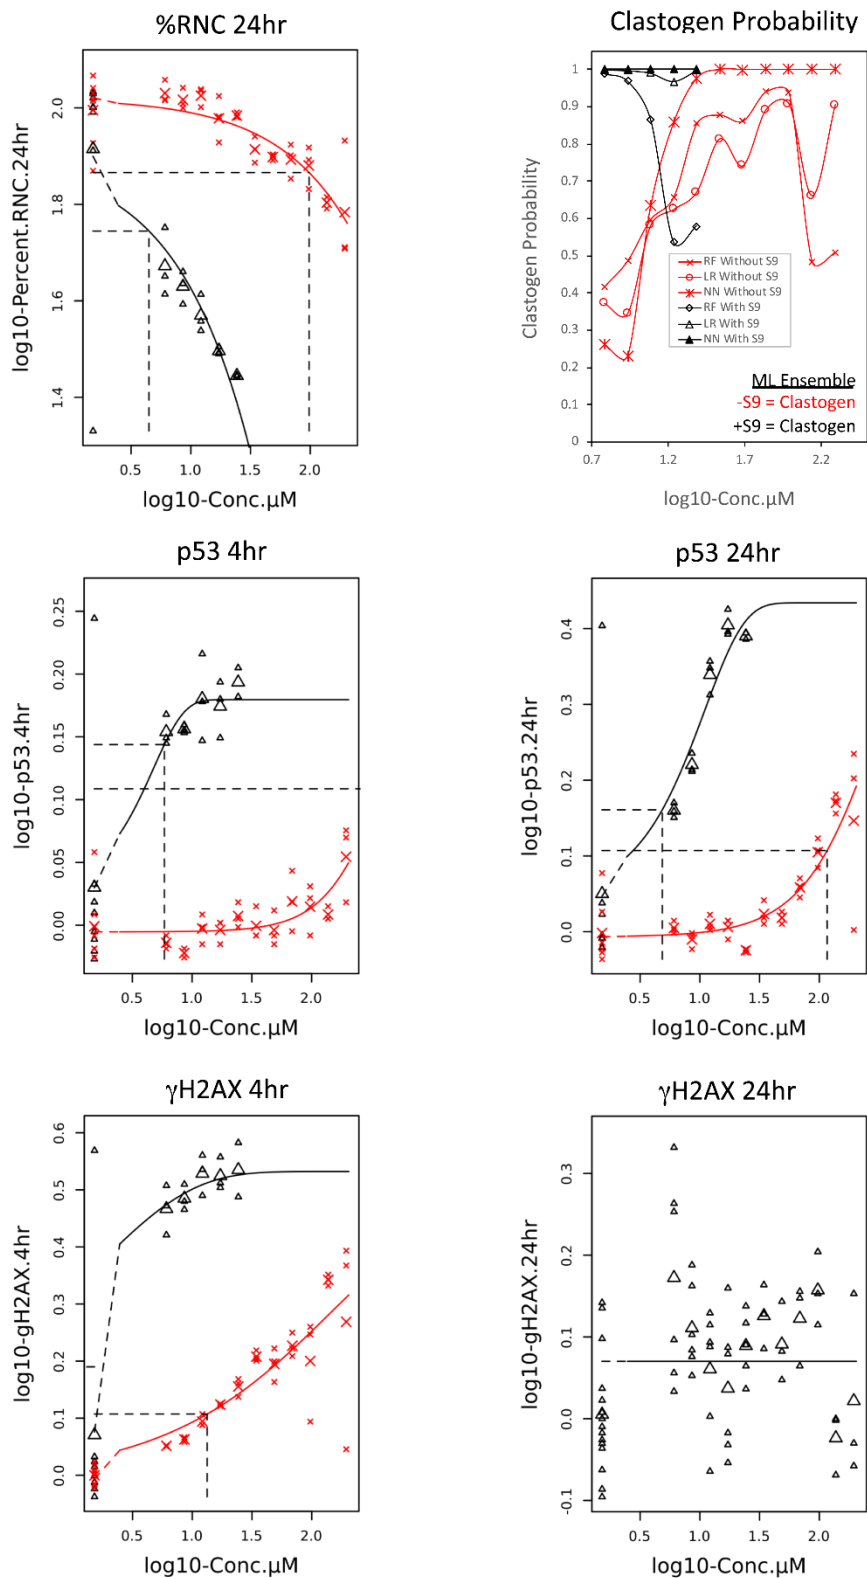 %RNC 24hr
log10-Percent.RNC.24hr
2.0
1.8
1.6
1.4
0.5 1.0 1.5 2.0
log10-Conc.µM
Clastogen Probability
Clastogen Probability
1
0.9
0.8
0.7
0.6
0.5
0.4
0.3
0.2
0.1
0
RF Without S9
LR Without S9
NN Without S9
RF With S9
LR With S9
NN With S9
ML Ensemble
-S9 = Clastogen
+S9 = Clastogen
0.7 1.2 1.7 2.2
log10-Conc.µM
p53 4hr
log10-p53.4hr
0.25
0.20
0.15
0.10
0.05
0.00
0.5 1.0 1.5 2.0
log10-Conc.µM
p53 24hr
log10-p53.24hr
0.4
0.3
0.2
0.1
0.0
0.5 1.0 1.5 2.0
log10-Conc.µM
γH2AX 4hr
log10-gH2AX.4hr
0.6
0.5
0.4
0.3
0.2
0.1
0.0
0.5 1.0 1.5 2.0
log10-Conc.µM
γH2AX 24hr
log10-gH2AX.24hr
0.3
0.2
0.1
0.0
-0.1
0.5 1.0 1.5 2.0
log10-Conc.µM